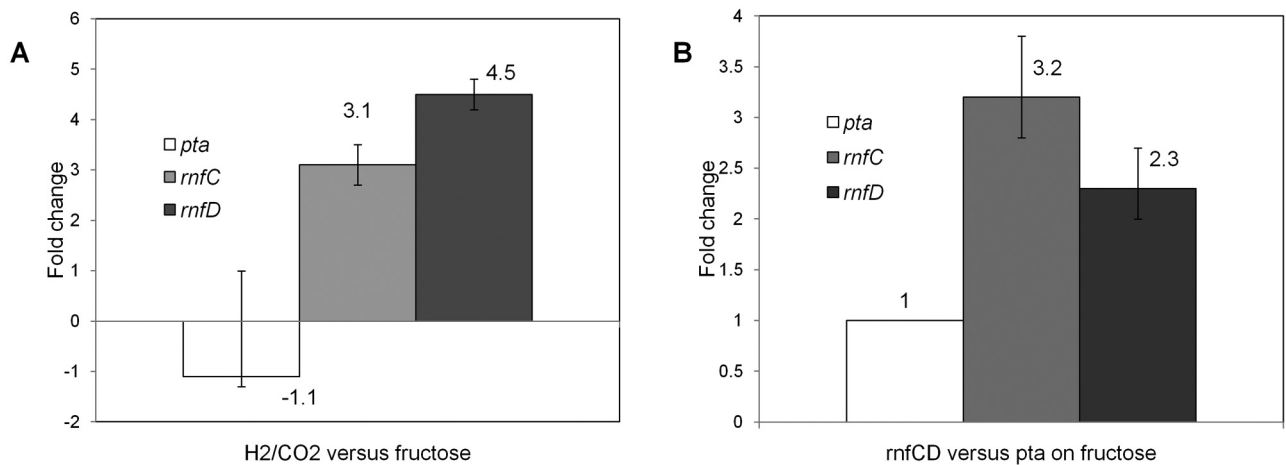 A
6
5
4
3
2
1
0
-1
-2
Fold change
pta
rnfC
rnfD
-1.1
3.1
4.5
H2/CO2 versus fructose
B
4
3.5
3
2.5
2
1.5
1
0.5
0
Fold change
pta
rnfC
rnfD
1
3.2
2.3
rnfCD versus pta on fructose